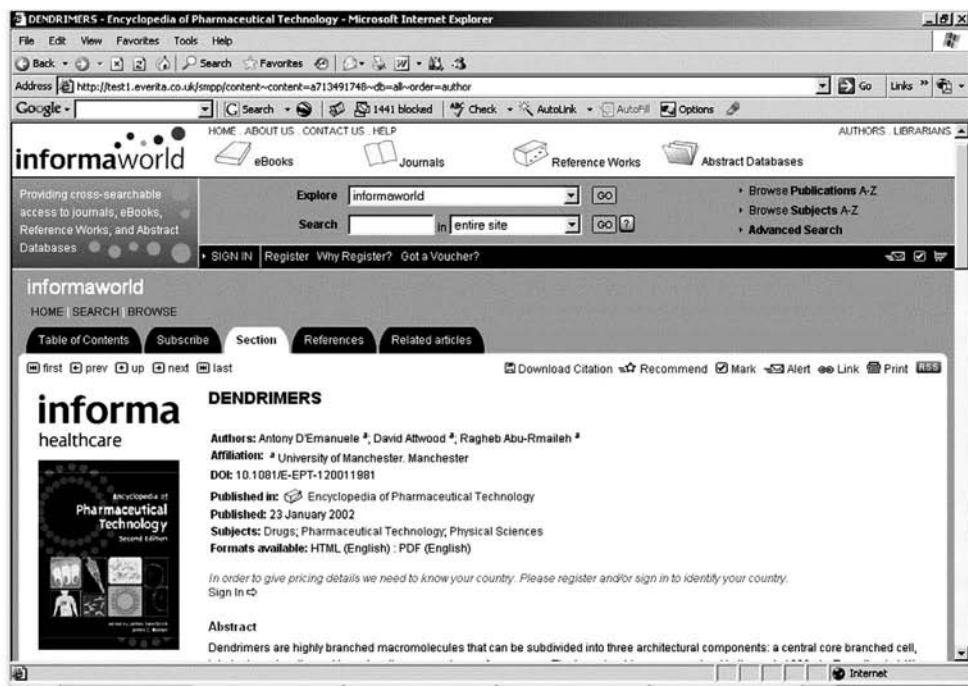 DENDRIMERS - Encyclopedia of Pharmaceutical Technology - Microsoft Internet Explorer
File Edit View Favorites Tools Help
Back Search Favorites
Address http://test1.everita.co.uk/smpp/content~content=a713491748~db=all~order=author Go Links »
Google - Search 1441 blocked Check AutoLink AutoFill Options
HOME . ABOUT US . CONTACT US . HELP AUTHORS . LIBRARIANS
informaworld eBooks Journals Reference Works Abstract Databases
Providing cross-searchable
access to journals, eBooks,
Reference Works, and Abstract
Databases
Explore informaworld GO
Search in entire site GO ?
Browse Publications A-Z
Browse Subjects A-Z
Advanced Search
SIGN IN Register Why Register? Got a Voucher?
informaworld
HOME | SEARCH | BROWSE
Table of Contents Subscribe Section References Related articles
first prev up next last Download Citation Recommend Mark Alert Link Print RSS
informa
healthcare
Encyclopedia of
Pharmaceutical
Technology
Second Edition
DENDRIMERS
Authors: Antony D'Emanuele a; David Attwood a; Ragheb Abu-Rmaileh a
Affiliation: a University of Manchester. Manchester
DOI: 10.1081/E-EPT-120011981
Published in: Encyclopedia of Pharmaceutical Technology
Published: 23 January 2002
Subjects: Drugs; Pharmaceutical Technology; Physical Sciences
Formats available: HTML (English) : PDF (English)
In order to give pricing details we need to know your country. Please register and/or sign in to identify your country.
Sign In
Abstract
Dendrimers are highly branched macromolecules that can be subdivided into three architectural components: a central core branched cell,
Internet